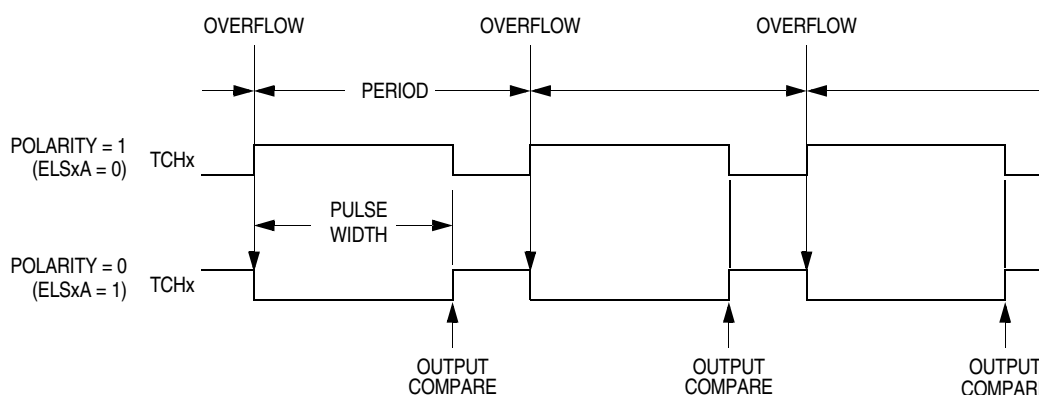 OVERFLOW OVERFLOW OVERFLOW
PERIOD
POLARITY = 1
(ELSxA = 0)
TCHx
PULSE
WIDTH
POLARITY = 0
(ELSxA = 1)
TCHx
OUTPUT
COMPARE
OUTPUT
COMPARE
OUTPUT
COMPARE